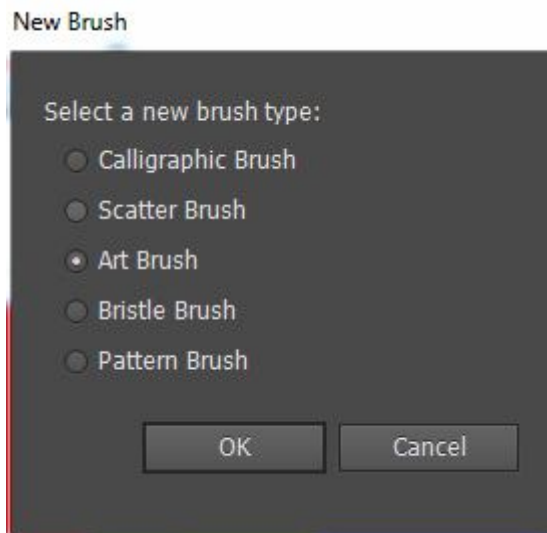 New Brush
Select a new brush type:
Calligraphic Brush
Scatter Brush
Art Brush
Bristle Brush
Pattern Brush
OK
Cancel